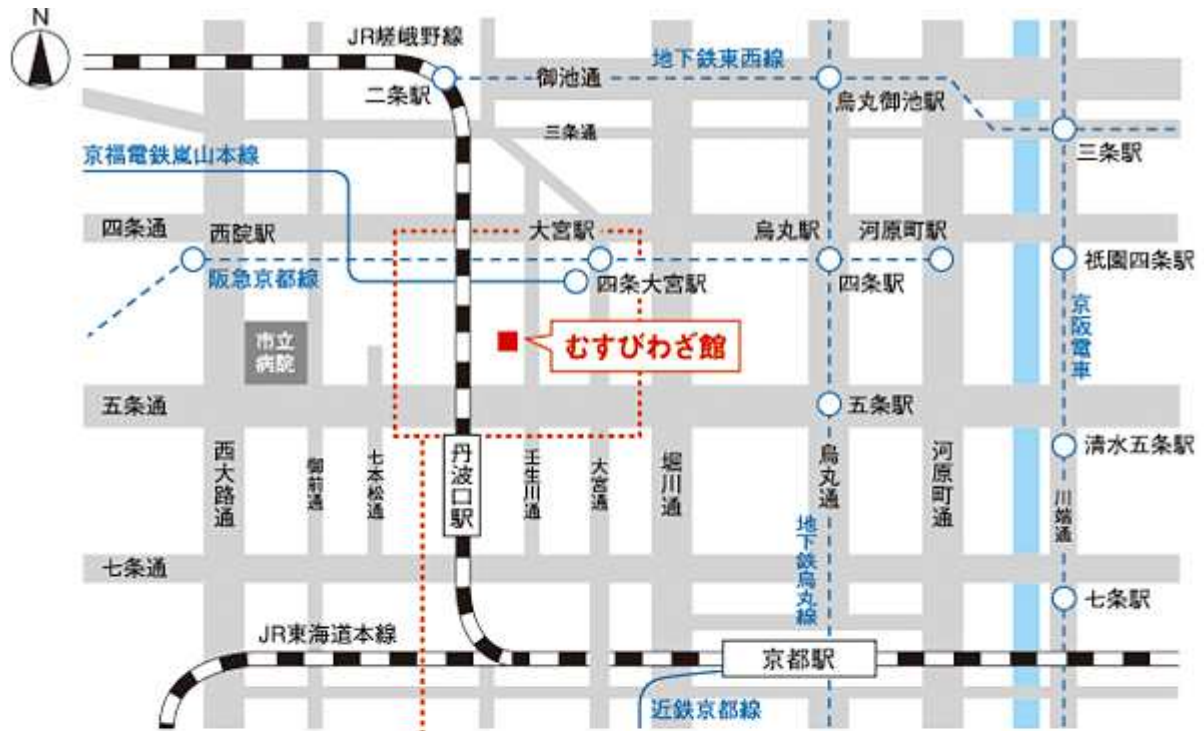 N
JR嵯峨野線
地下鉄東西線
御池通
二条駅
烏丸御池駅
三条通
三条駅
京福電鉄嵐山本線
四条通
西院駅
大宮駅
烏丸駅
河原町駅
阪急京都線
四条大宮駅
四条駅
祇園四条駅
京阪電車
市立
病院
むすびわざ館
五条通
五条駅
清水五条駅
西大路通
御前通
七本松通
丹波口駅
壬生川通
大宮通
堀川通
烏丸通
河原町通
川端通
地下鉄烏丸線
七条通
七条駅
JR東海道本線
京都駅
近鉄京都線